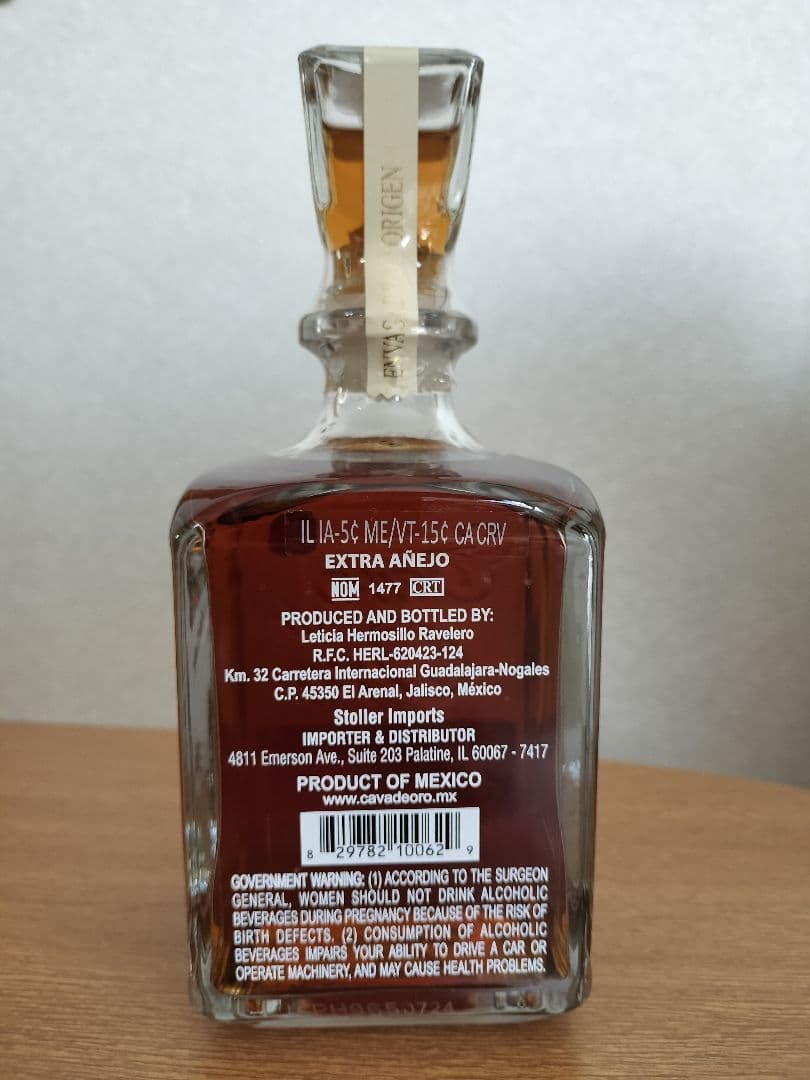 ORIGEN
ENVAS
IL IA-5¢ ME/VT-15¢ CA CRV
EXTRA AÑEJO
NOM 1477 CRT
PRODUCED AND BOTTLED BY:
Leticia Hermosillo Ravelero
R.F.C. HERL-620423-124
Km. 32 Carretera Internacional Guadalajara-Nogales
C.P. 45350 El Arenal, Jalisco, México
Stoller Imports
IMPORTER & DISTRIBUTOR
4811 Emerson Ave., Suite 203 Palatine, IL 60067 - 7417
PRODUCT OF MEXICO
www.cavadeoro.mx
8 29782 10062 9
GOVERNMENT WARNING: (1) ACCORDING TO THE SURGEON
GENERAL, WOMEN SHOULD NOT DRINK ALCOHOLIC
BEVERAGES DURING PREGNANCY BECAUSE OF THE RISK OF
BIRTH DEFECTS. (2) CONSUMPTION OF ALCOHOLIC
BEVERAGES IMPAIRS YOUR ABILITY TO DRIVE A CAR OR
OPERATE MACHINERY, AND MAY CAUSE HEALTH PROBLEMS.